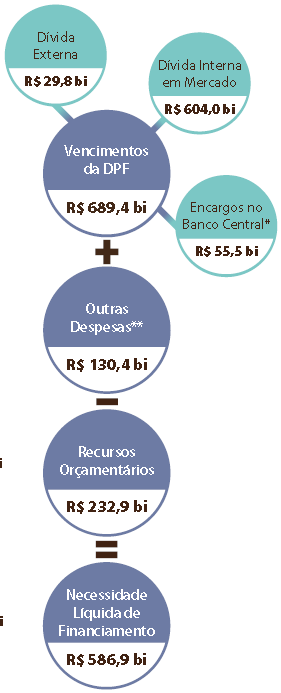 Dívida
Externa
R$ 29,8 bi
Dívida Interna
em Mercado
R$ 604,0 bi
Vencimentos
da DPF
R$ 689,4 bi
Encargos no
Banco Central*
R$ 55,5 bi
+
Outras
Despesas**
R$ 130,4 bi
–
Recursos
Orçamentários
R$ 232,9 bi
=
Necessidade
Líquida de
Financiamento
R$ 586,9 bi
i
i